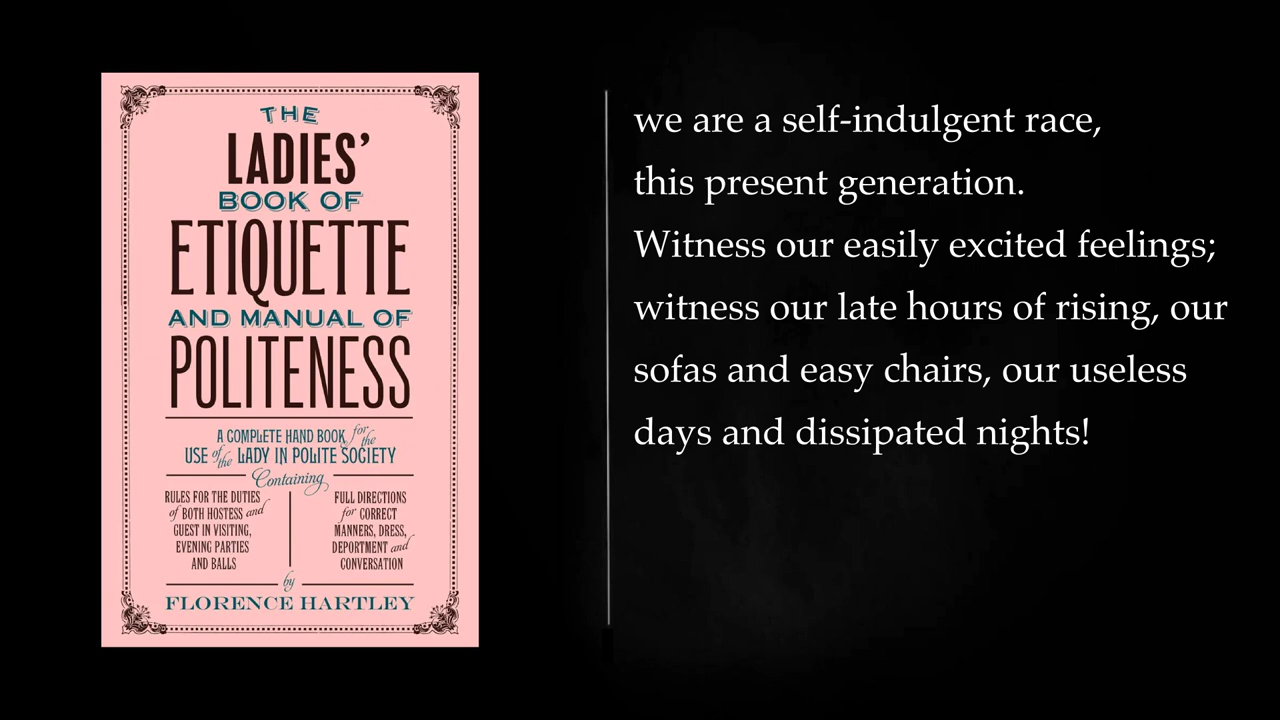 THE
LADIES'
BOOK OF
ETIQUETTE
AND MANUAL OF
POLITENESS
A COMPLETE HAND BOOK for the
USE of the LADY IN POLITE SOCIETY
Containing
RULES FOR THE DUTIES
of BOTH HOSTESS and
GUEST IN VISITING,
EVENING PARTIES
AND BALLS
FULL DIRECTIONS
for CORRECT
MANNERS, DRESS,
DEPORTMENT and
CONVERSATION
by
FLORENCE HARTLEY
we are a self-indulgent race,
this present generation.
Witness our easily excited feelings;
witness our late hours of rising, our
sofas and easy chairs, our useless
days and dissipated nights!